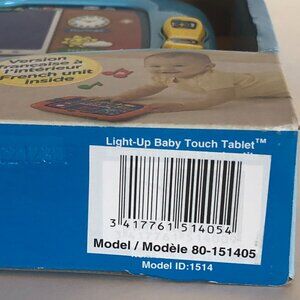 Version
française à
l'intérieur
French unit
inside
Light-Up Baby Touch Tablet™
3 417761 514054
Model / Modèle 80-151405
Model ID:1514